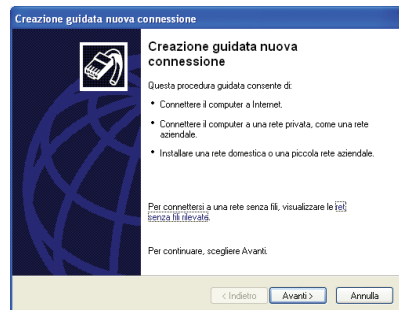 Creazione guidata nuova connessione
Creazione guidata nuova
connessione
Questa procedura guidata consente di:
• Connettere il computer a Internet.
• Connettere il computer a una rete privata, come una rete
aziendale.
• Installare una rete domestica o una piccola rete aziendale.
Per connettersi a una rete senza fili, visualizzare le reti
senza fili rilevate.
Per continuare, scegliere Avanti.
< Indietro Avanti > Annulla